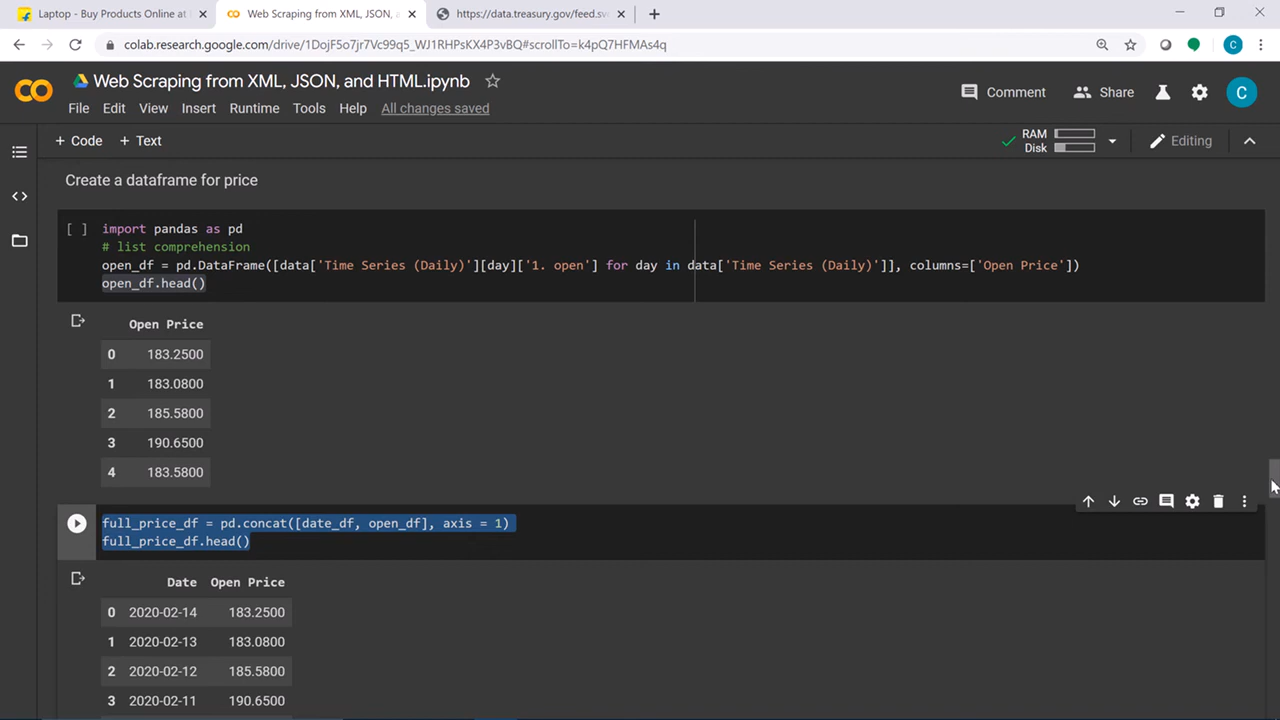 Laptop - Buy Products Online at
Web Scraping from XML, JSON, an
https://data.treasury.gov/feed.sv
colab.research.google.com/drive/1DojF5o7jr7Vc99q5_WJ1RHPsKX4P3vBQ#scrollTo=k4pQ7HFMAs4q
C
Web Scraping from XML, JSON, and HTML.ipynb
Comment
Share
C
File Edit View Insert Runtime Tools Help All changes saved
+ Code + Text
RAM
Disk
Editing
Create a dataframe for price
[ ] import pandas as pd
# list comprehension
open_df = pd.DataFrame([data['Time Series (Daily)'][day]['1. open'] for day in data['Time Series (Daily)']], columns=['Open Price'])
open_df.head()
Open Price
0 183.2500
1 183.0800
2 185.5800
3 190.6500
4 183.5800
full_price_df = pd.concat([date_df, open_df], axis = 1)
full_price_df.head()
Date Open Price
0 2020-02-14 183.2500
1 2020-02-13 183.0800
2 2020-02-12 185.5800
3 2020-02-11 190.6500